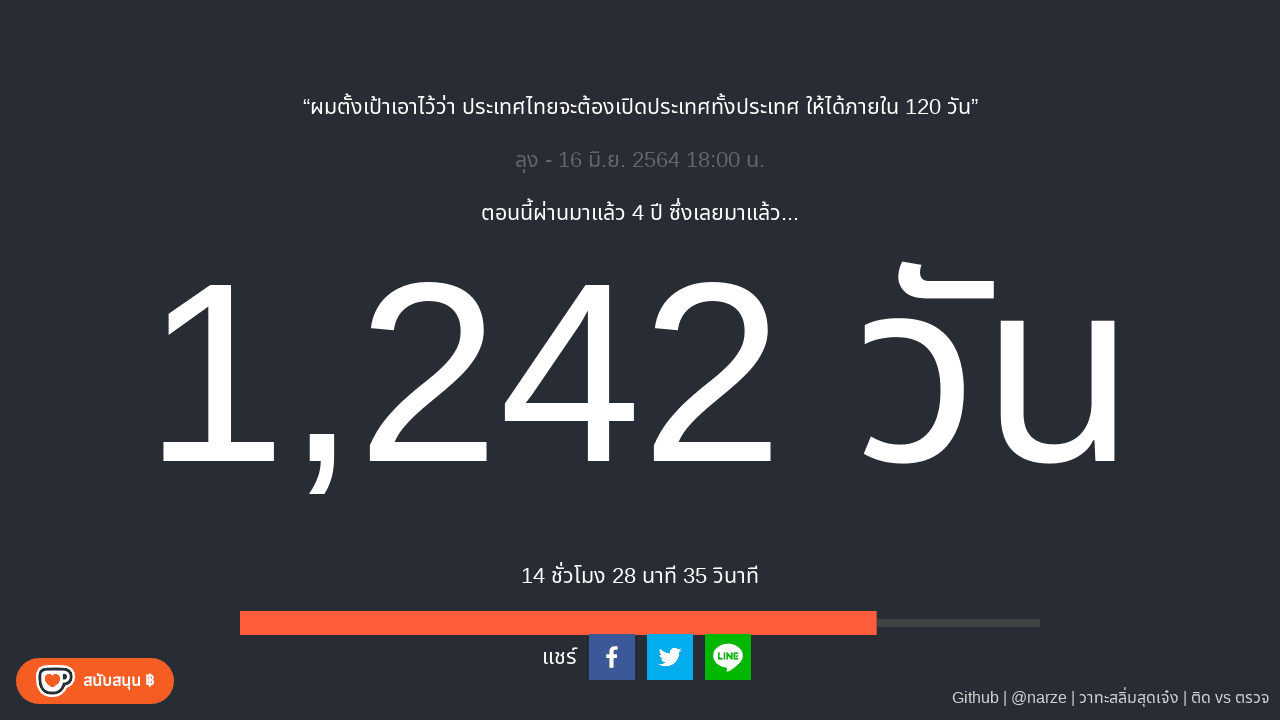 “ผมตั้งเป้าเอาไว้ว่า ประเทศไทยจะต้องเปิดประเทศทั้งประเทศ ให้ได้ภายใน 120 วัน”
ลุง - 16 มิ.ย. 2564 18:00 น.
ตอนนี้ผ่านมาแล้ว 4 ปี ซึ่งเลยมาแล้ว...
1,242 วัน
14 ชั่วโมง 28 นาที 35 วินาที
แชร์
LINE
สนับสนุน ฿
Github | @narze | วาทะสลิ่มสุดเจ๋ง | ติด vs ตรวจ